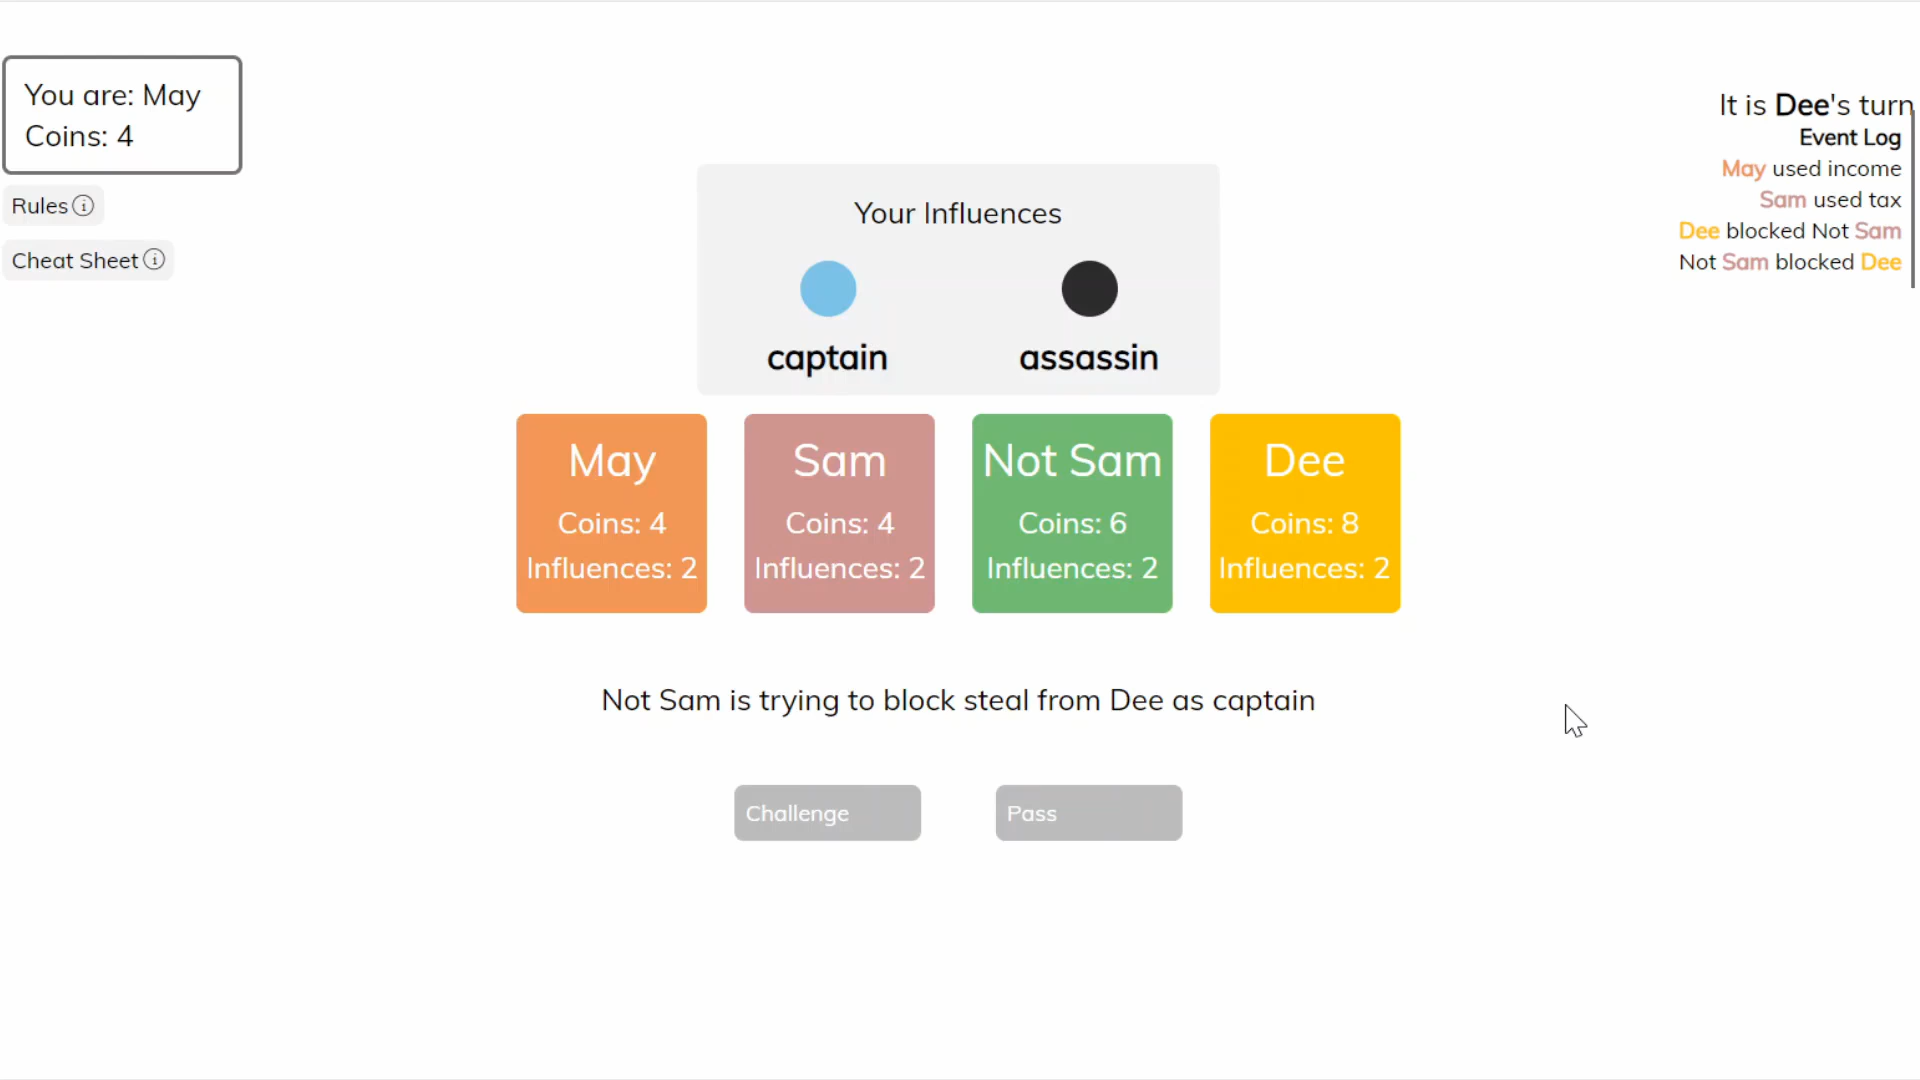 You are: May
Coins: 4
Rules
Cheat Sheet
It is Dee's turn
Event Log
May used income
Sam used tax
Dee blocked Not Sam
Not Sam blocked Dee
Your Influences
captain
assassin
May
Coins: 4
Influences: 2
Sam
Coins: 4
Influences: 2
Not Sam
Coins: 6
Influences: 2
Dee
Coins: 8
Influences: 2
Not Sam is trying to block steal from Dee as captain
Challenge
Pass